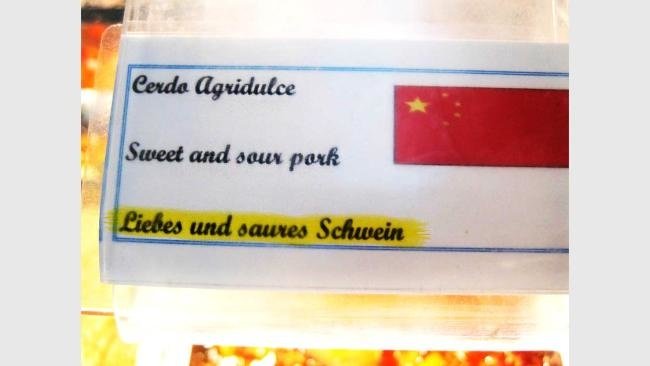 Cerdo Agridulce
Sweet and sour pork
Liebes und saures Schwein